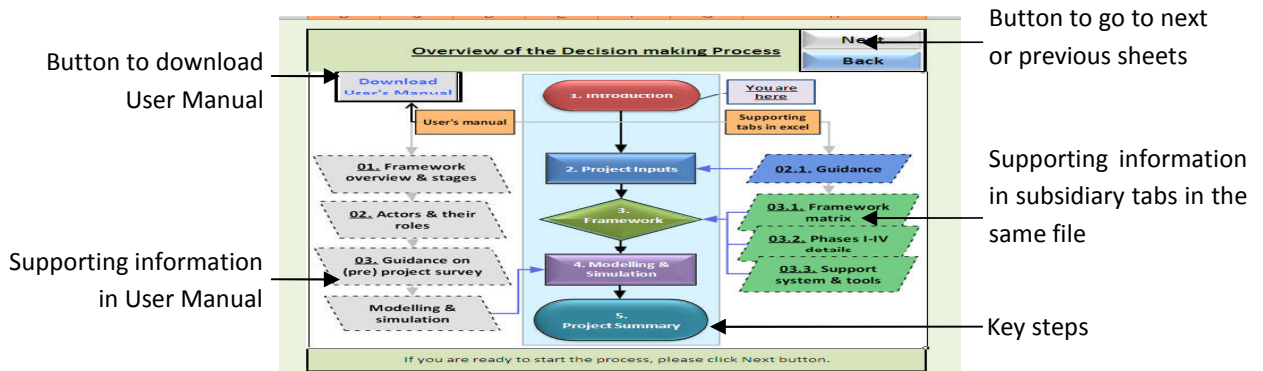 Button to download
User Manual
Supporting information
in User Manual
Overview of the Decision making Process
Next
Back
Download
User's Manual
1. Introduction
You are
here
User's manual
Supporting
tabs in excel
01. Framework
overview & stages
2. Project Inputs
02.1. Guidance
02. Actors & their
roles
3.
Framework
03.1. Framework
matrix
03.2. Phases I-IV
details
03. Guidance on
(pre) project survey
4. Modelling &
Simulation
03.3. Support
system & tools
Modelling &
simulation
5.
Project Summary
If you are ready to start the process, please click Next button.
Button to go to next
or previous sheets
Supporting information
in subsidiary tabs in the
same file
Key steps